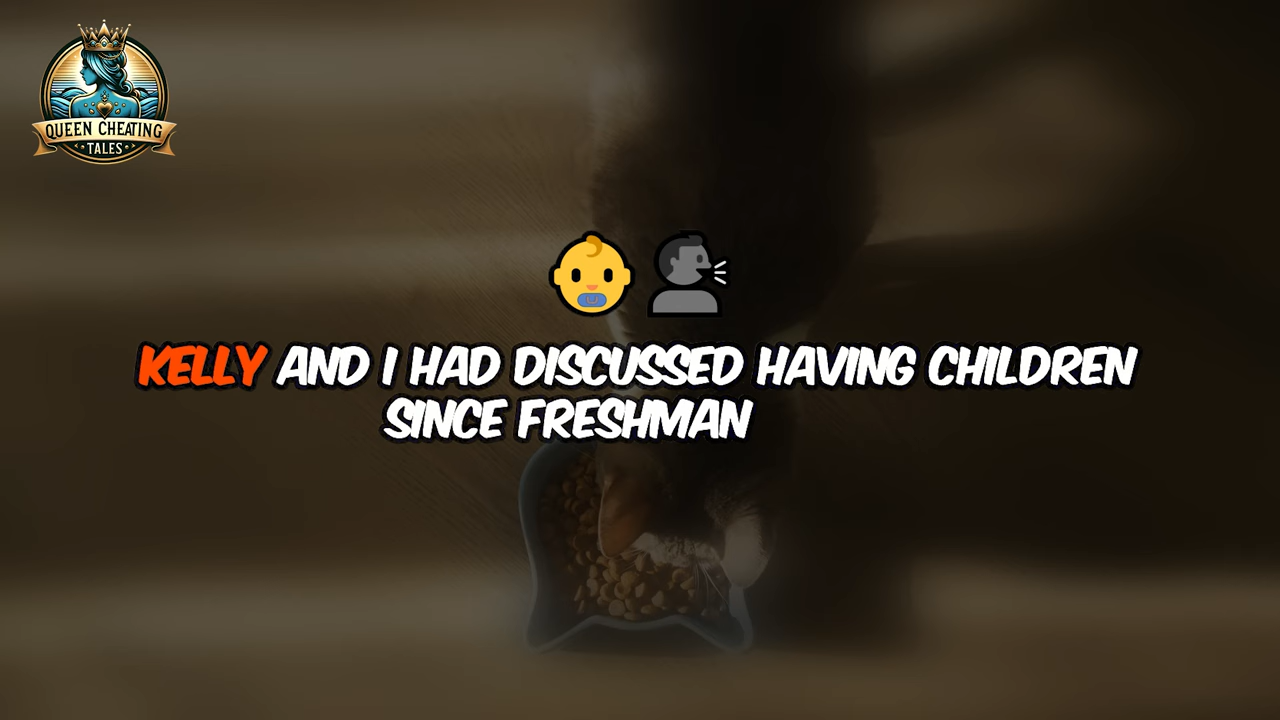 QUEEN CHEATING
TALES
KELLY AND I HAD DISCUSSED HAVING CHILDREN
SINCE FRESHMAN